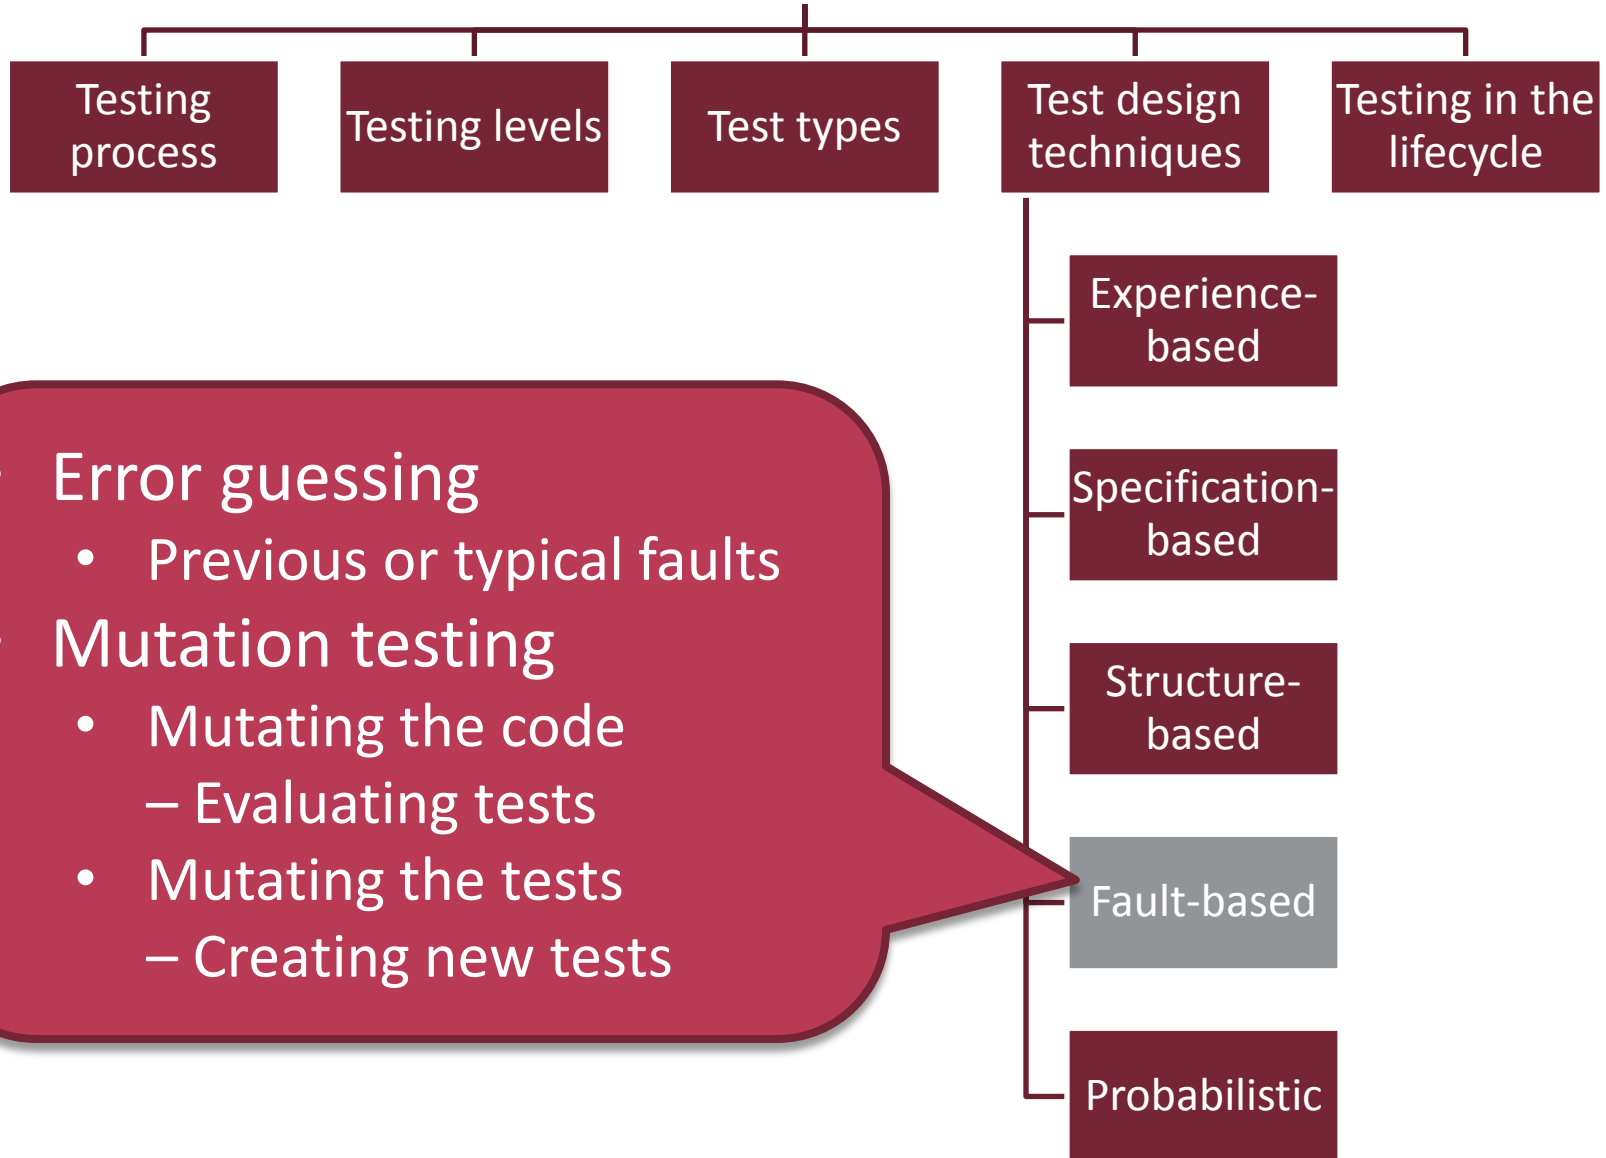 Testing
process
Testing levels
Test types
Test design
techniques
Testing in the
lifecycle
Experience-
based
Specification-
based
Structure-
based
Fault-based
Probabilistic
Error guessing
• Previous or typical faults
Mutation testing
• Mutating the code
– Evaluating tests
• Mutating the tests
– Creating new tests